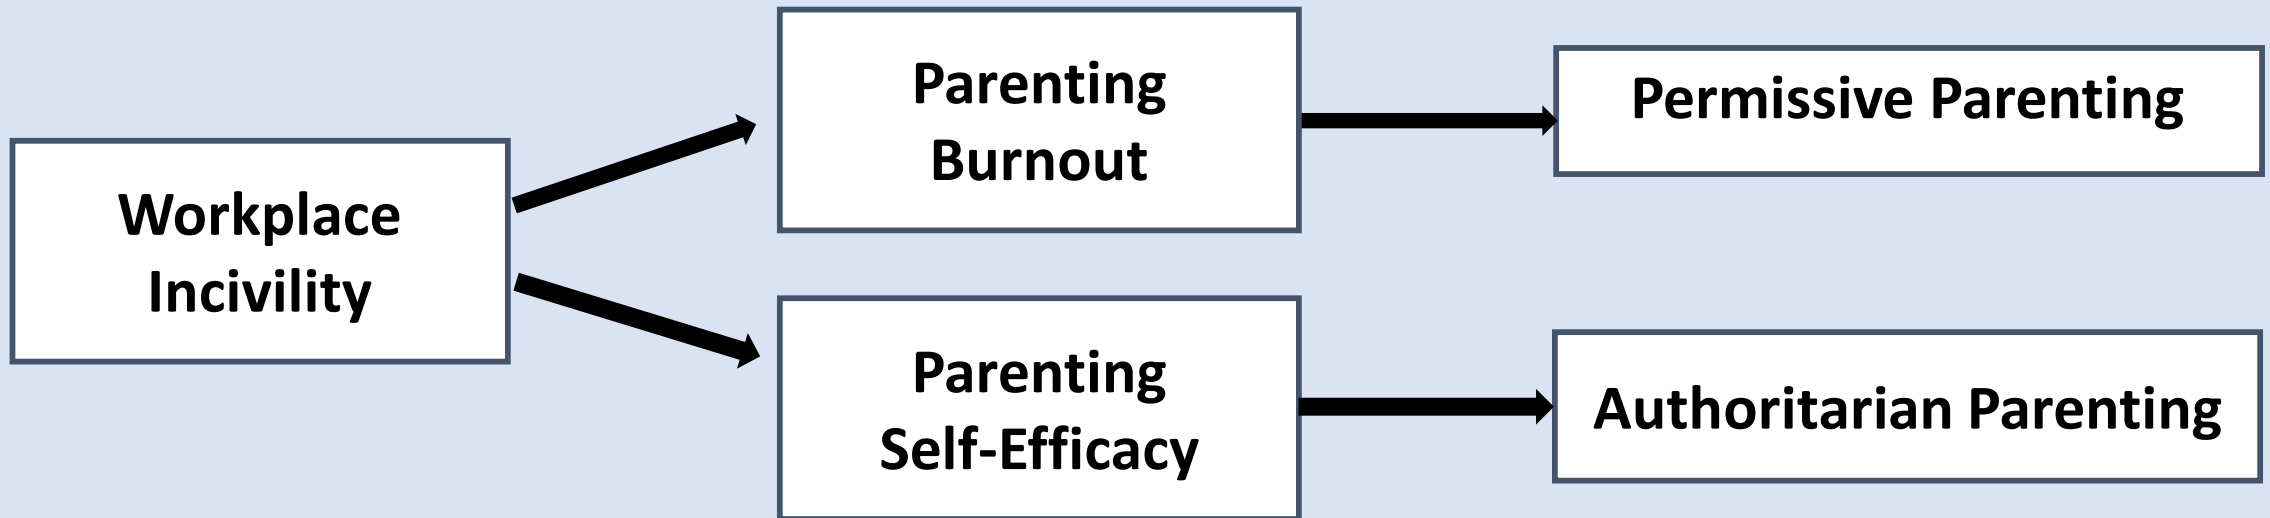 Workplace
Incivility
Parenting
Burnout
Permissive Parenting
Parenting
Self-Efficacy
Authoritarian Parenting